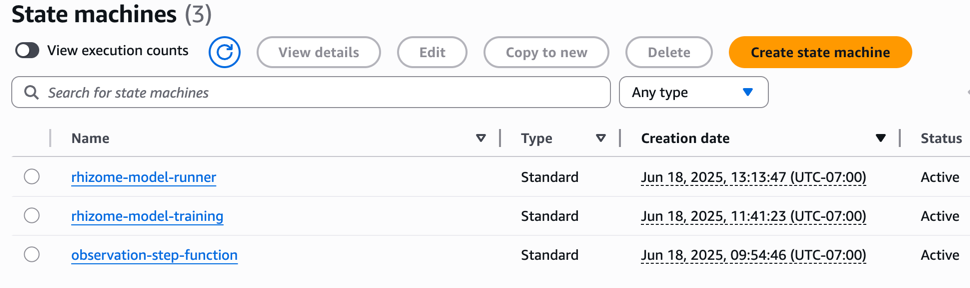 State machines (3)
View execution counts View details Edit Copy to new Delete Create state machine
Search for state machines Any type
Name Type Creation date Status
rhizome-model-runner Standard Jun 18, 2025, 13:13:47 (UTC-07:00) Active
rhizome-model-training Standard Jun 18, 2025, 11:41:23 (UTC-07:00) Active
observation-step-function Standard Jun 18, 2025, 09:54:46 (UTC-07:00) Active